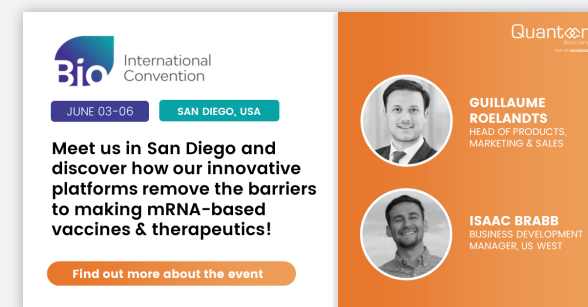 Bio
International
Convention
JUNE 03-06
SAN DIEGO, USA
Meet us in San Diego and
discover how our innovative
platforms remove the barriers
to making mRNA-based
vaccines & therapeutics!
Find out more about the event
GUILLAUME
ROELANDTS
HEAD OF PRODUCTS,
MARKETING & SALES
ISAAC BRABB
BUSINESS DEVELOPMENT
MANAGER, US WEST